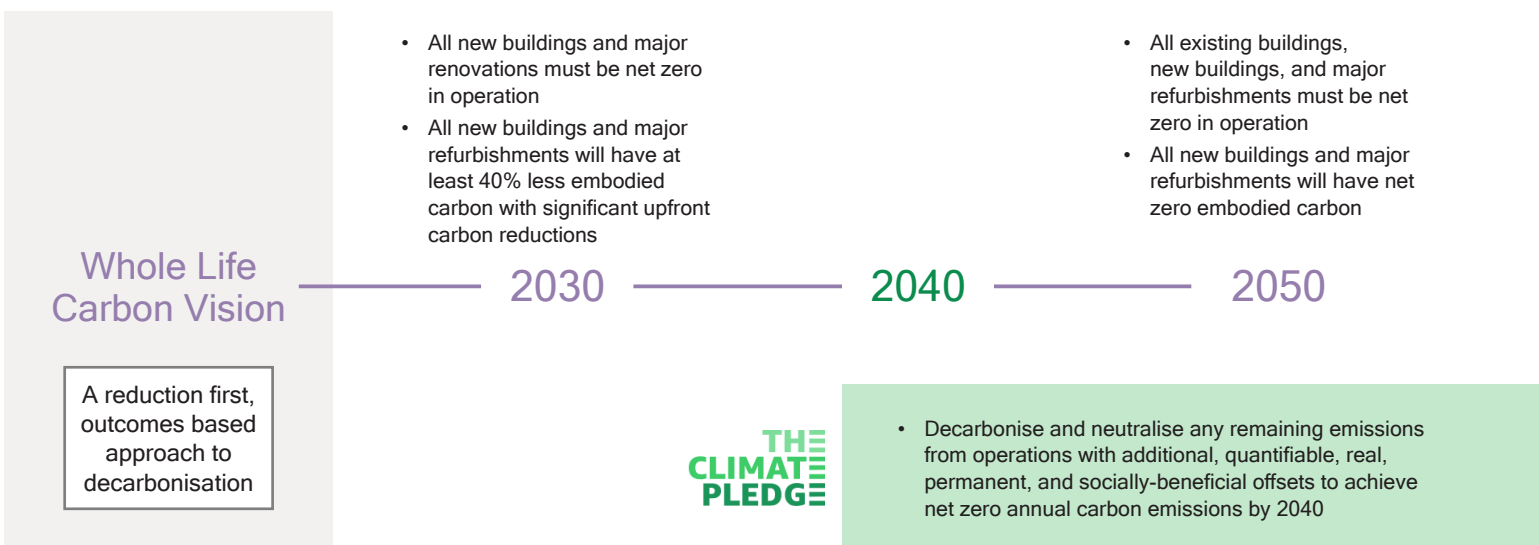 • All new buildings and major
renovations must be net zero
in operation
• All new buildings and major
refurbishments will have at
least 40% less embodied
carbon with significant upfront
carbon reductions
• All existing buildings,
new buildings, and major
refurbishments must be net
zero in operation
• All new buildings and major
refurbishments will have net
zero embodied carbon
Whole Life
Carbon Vision
2030
2040
2050
A reduction first,
outcomes based
approach to
decarbonisation
THE
CLIMATE
PLEDGE
• Decarbonise and neutralise any remaining emissions
from operations with additional, quantifiable, real,
permanent, and socially-beneficial offsets to achieve
net zero annual carbon emissions by 2040